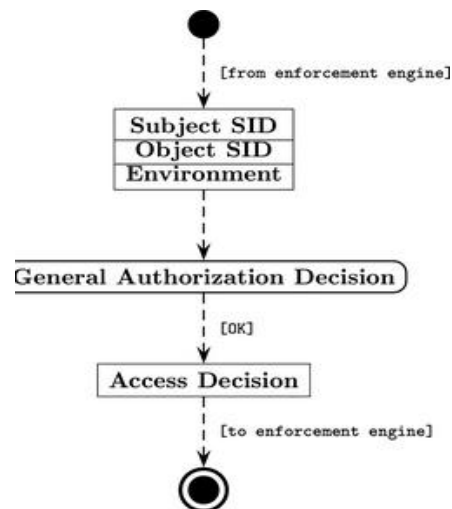 [from enforcement engine]
Subject SID
Object SID
Environment
General Authorization Decision
[OK]
Access Decision
[to enforcement engine]